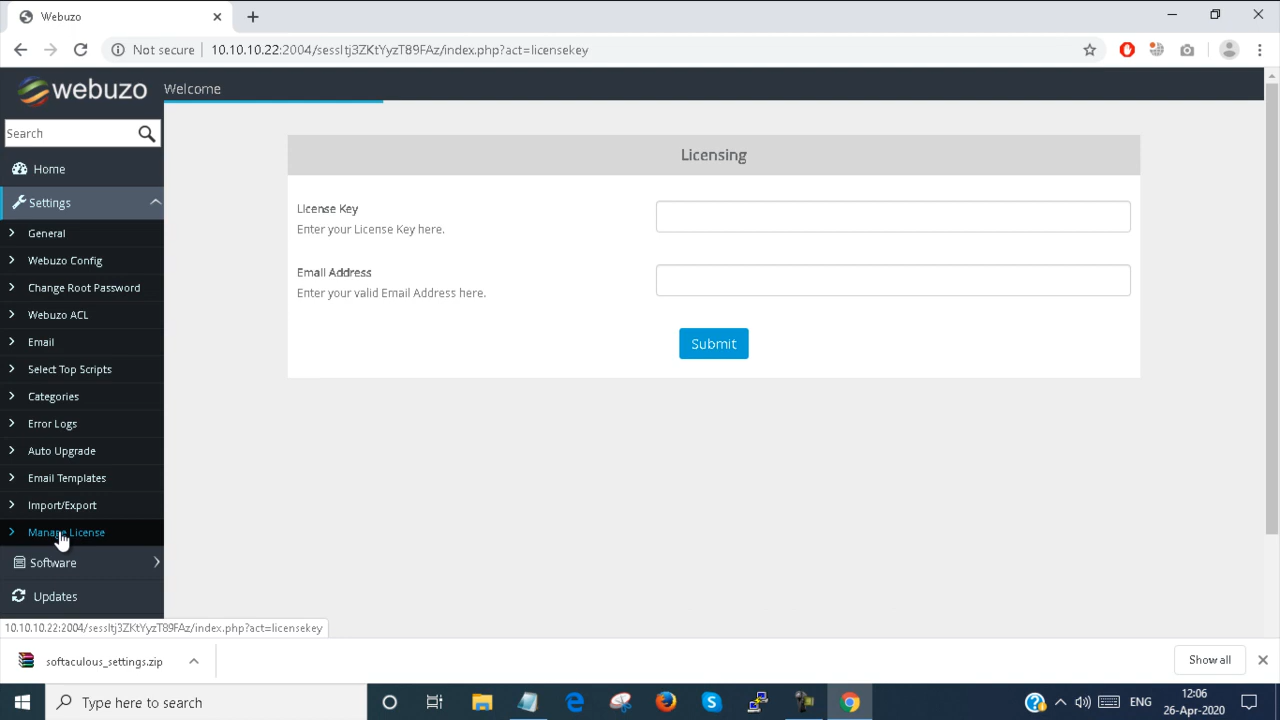 Webuzo
Not secure
10.10.10.22:2004/sessItj3ZKtYyzT89FAz/index.php?act=licensekey
webuzo
Welcome
Search
Home
Settings
General
Webuzo Config
Change Root Password
Webuzo ACL
Email
Select Top Scripts
Categories
Error Logs
Auto Upgrade
Email Templates
Import/Export
Manage License
Software
Updates
Licensing
License Key
Enter your License Key here.
Email Address
Enter your valid Email Address here.
Submit
10.10.10.22:2004/sessItj3ZKtYyzT89FAz/index.php?act=licensekey
softaculous_settings.zip
Show all
Type here to search
ENG
12:06
26-Apr-2020